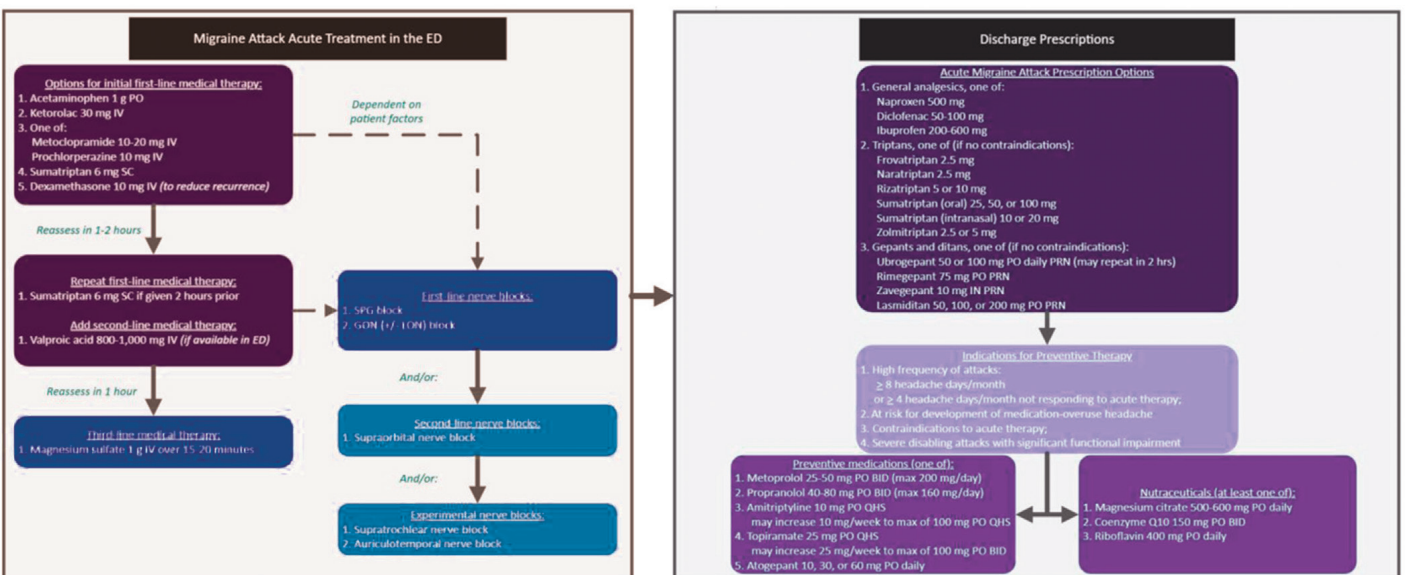 Migraine Attack Acute Treatment in the ED
Options for initial first-line medical therapy:
1. Acetaminophen 1 g PO
2. Ketorolac 30 mg IV
3. One of:
Metoclopramide 10-20 mg IV
Prochlorperazine 10 mg IV
4. Sumatriptan 6 mg SC
5. Dexamethasone 10 mg IV (to reduce recurrence)
Dependent on
patient factors
Reassess in 1-2 hours
Repeat first-line medical therapy:
1. Sumatriptan 6 mg SC if given 2 hours prior
Add second-line medical therapy:
1. Valproic acid 800-1,000 mg IV (if available in ED)
Reassess in 1 hour
Third-line medical therapy:
1. Magnesium sulfate 1 g IV over 15-20 minutes
First-line nerve blocks:
1. SPG block
2. GON (+/- LON) block
And/or:
Second-line nerve blocks:
1. Supraorbital nerve block
And/or:
Experimental nerve blocks:
1. Supratrochlear nerve block
2. Auriculotemporal nerve block
Discharge Prescriptions
Acute Migraine Attack Prescription Options
1. General analgesics, one of:
Naproxen 500 mg
Diclofenac 50-100 mg
Ibuprofen 200-600 mg
2. Triptans, one of (if no contraindications):
Frovatriptan 2.5 mg
Naratriptan 2.5 mg
Rizatriptan 5 or 10 mg
Sumatriptan (oral) 25, 50, or 100 mg
Sumatriptan (intranasal) 10 or 20 mg
Zolmitriptan 2.5 or 5 mg
3. Gepants and ditans, one of (if no contraindications):
Ubrogepant 50 or 100 mg PO daily PRN (may repeat in 2 hrs)
Rimegepant 75 mg PO PRN
Zavegepant 10 mg IN PRN
Lasmiditan 50, 100, or 200 mg PO PRN
Indications for Preventive Therapy
1. High frequency of attacks:
≥ 8 headache days/month
or ≥ 4 headache days/month not responding to acute therapy;
2. At risk for development of medication-overuse headache
3. Contraindications to acute therapy;
4. Severe disabling attacks with significant functional impairment
Preventive medications (one of):
1. Metoprolol 25-50 mg PO BID (max 200 mg/day)
2. Propranolol 40-80 mg PO BID (max 160 mg/day)
3. Amitriptyline 10 mg PO QHS
may increase 10 mg/week to max of 100 mg PO QHS
4. Topiramate 25 mg PO QHS
may increase 25 mg/week to max of 100 mg PO BID
5. Atogepant 10, 30, or 60 mg PO daily
Nutraceuticals (at least one of):
1. Magnesium citrate 500-600 mg PO daily
2. Coenzyme Q10 150 mg PO BID
3. Riboflavin 400 mg PO daily